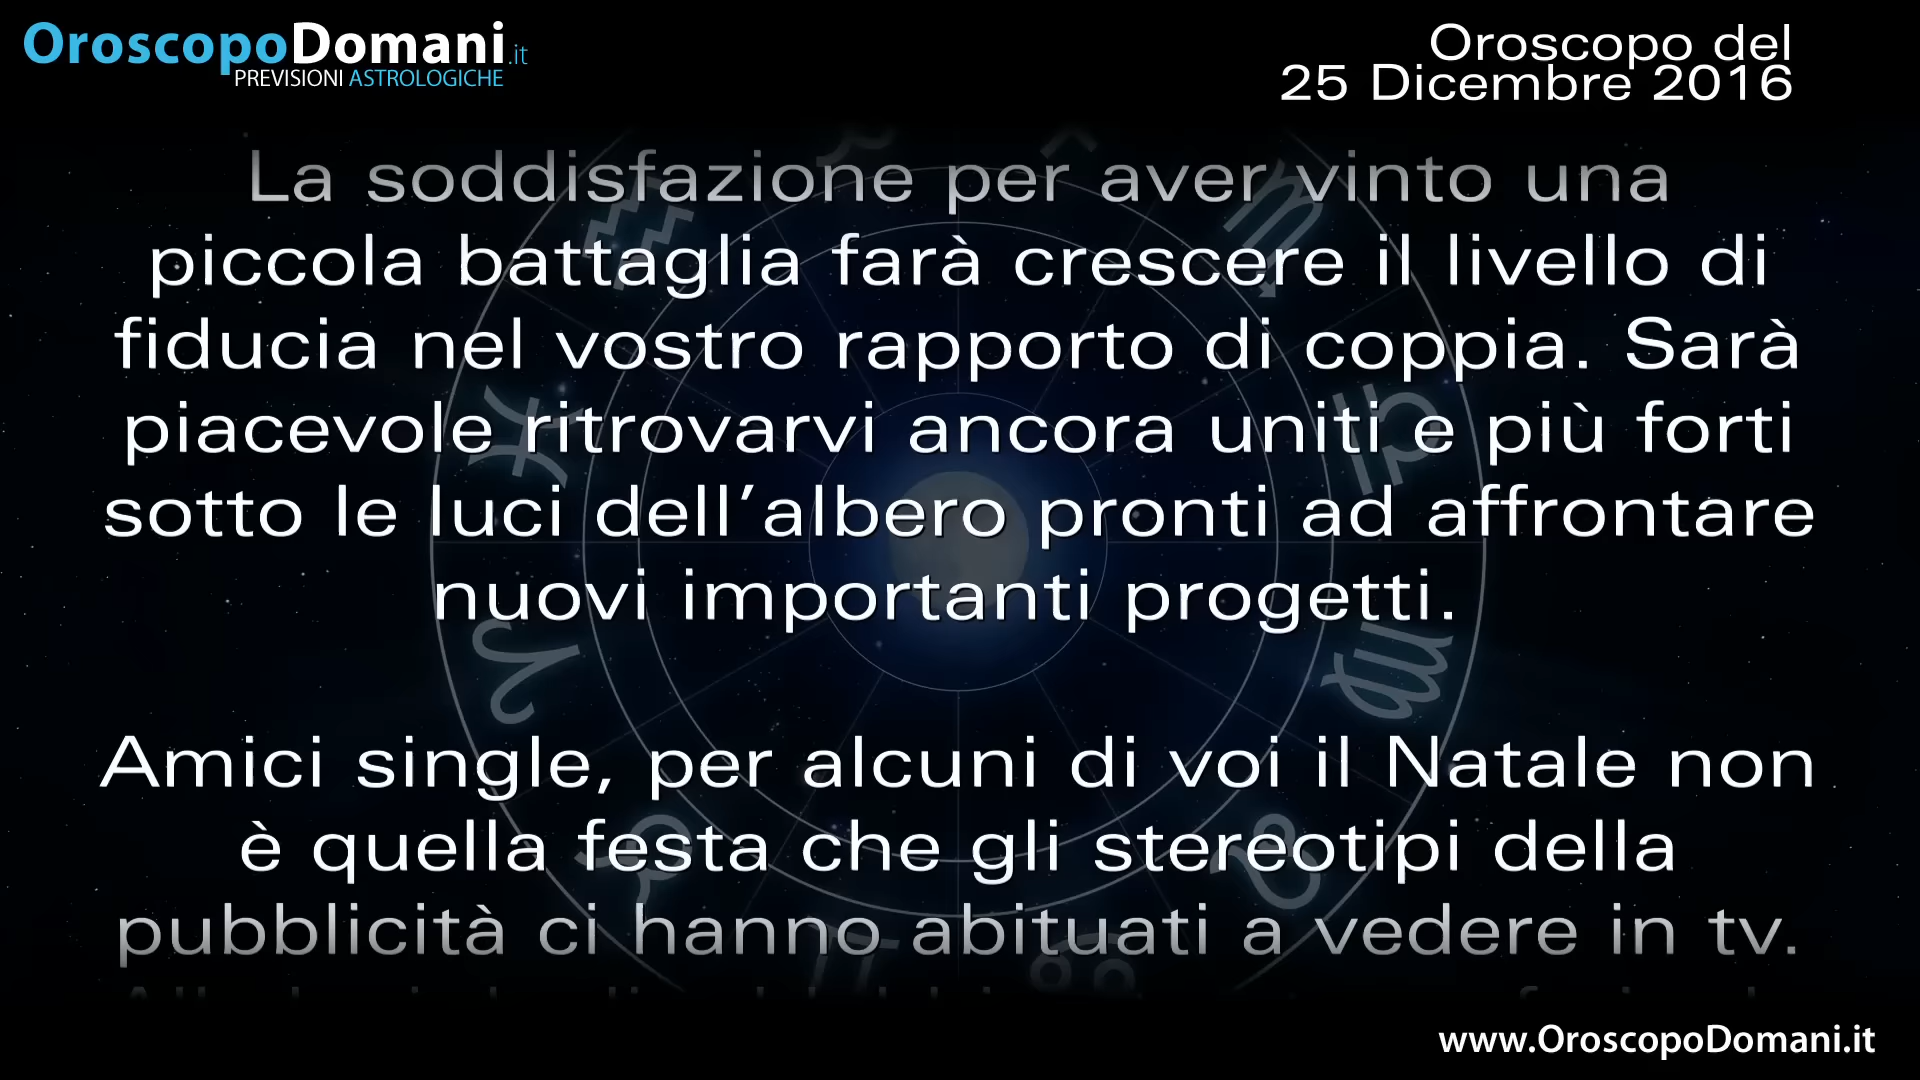 OroscopoDomani.it
PREVISIONI ASTROLOGICHE
Oroscopo del
25 Dicembre 2016
La soddisfazione per aver vinto una
piccola battaglia farà crescere il livello di
fiducia nel vostro rapporto di coppia. Sarà
piacevole ritrovarvi ancora uniti e più forti
sotto le luci dell’albero pronti ad affrontare
nuovi importanti progetti.
Amici single, per alcuni di voi il Natale non
è quella festa che gli stereotipi della
pubblicità ci hanno abituati a vedere in tv.
www.OroscopoDomani.it